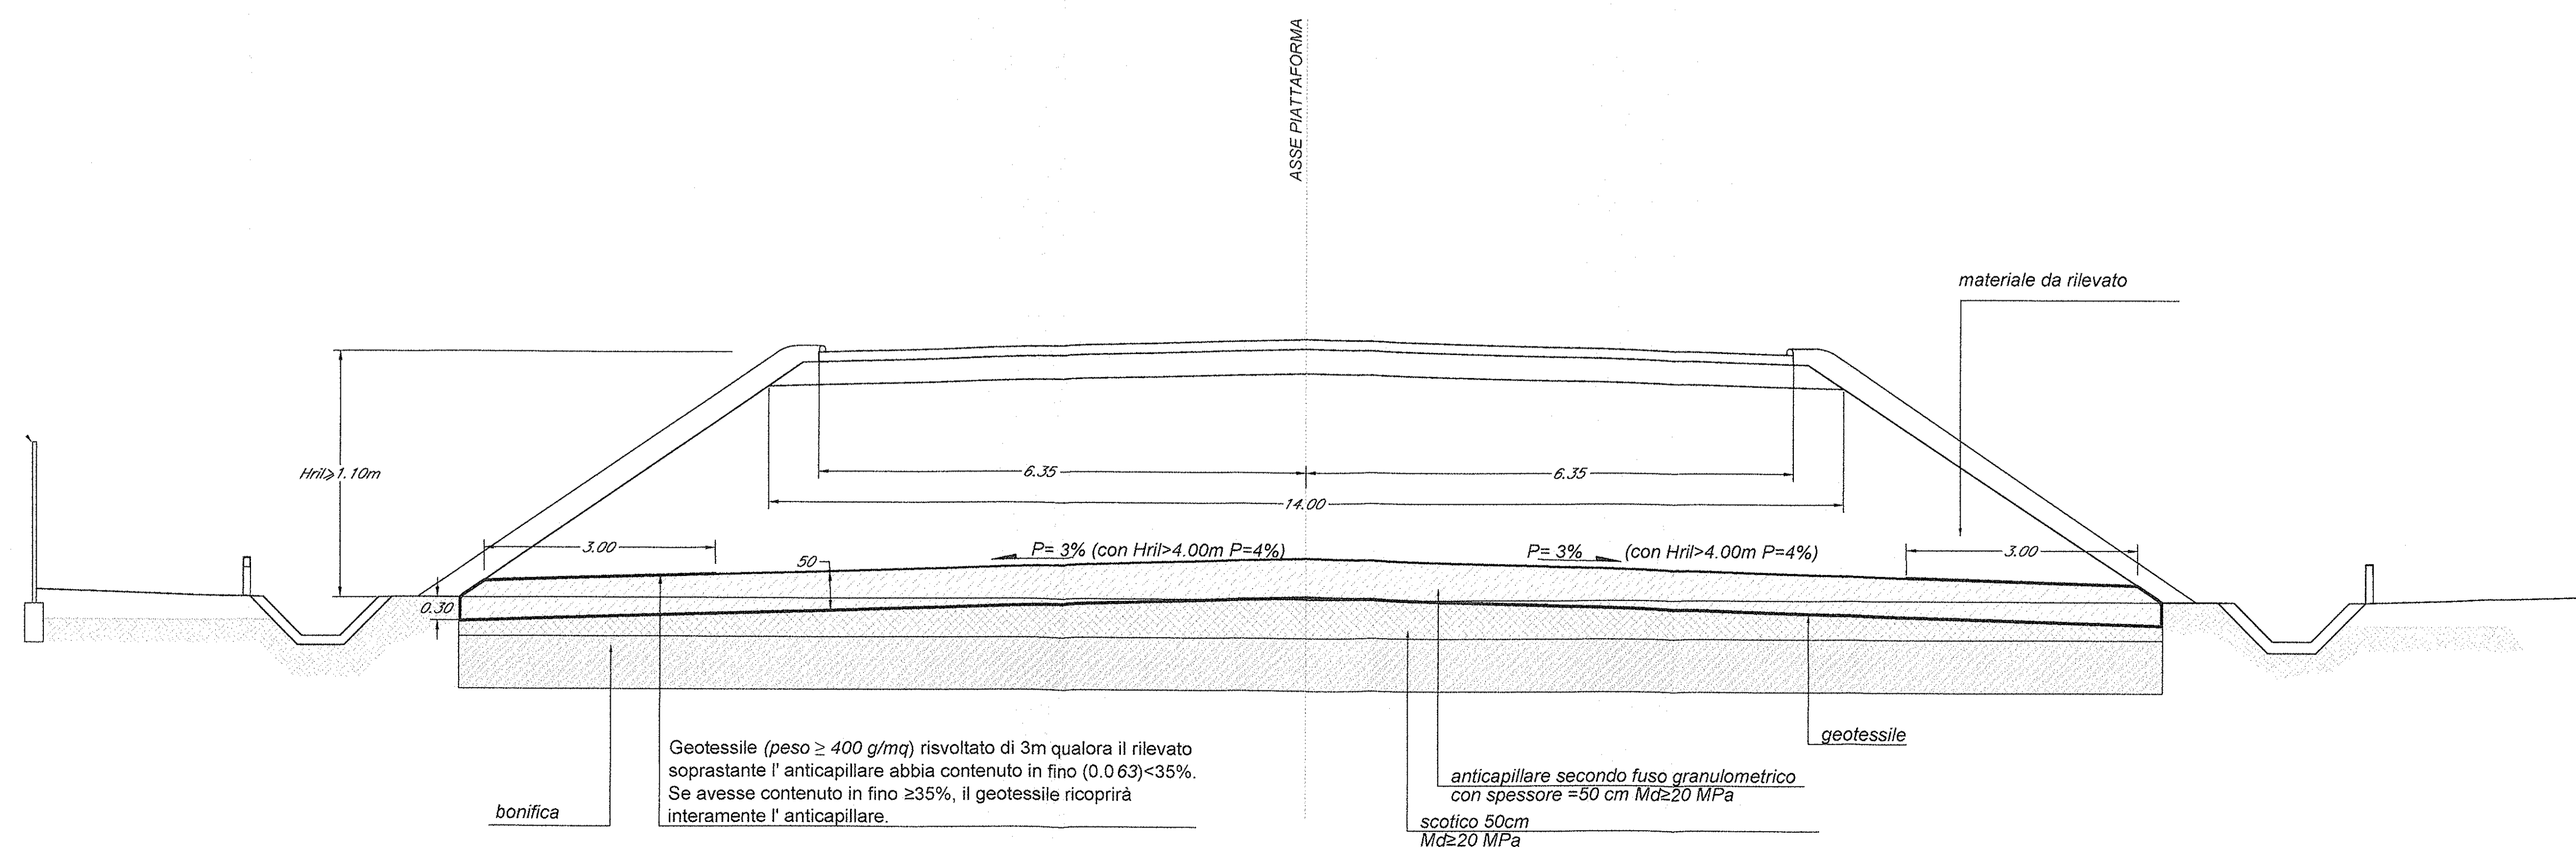 ASSE PIATTAFORMA
materiale da rilevato
Hril⩾1.10m
6.35
6.35
14.00
3.00
50
P= 3% (con Hril>4.00m P=4%)
P= 3% (con Hril>4.00m P=4%)
3.00
0.30
geotessile
Geotessile (peso ≥ 400 g/mq) risvoltato di 3m qualora il rilevato
soprastante l' anticapillare abbia contenuto in fino (0.063)<35%.
Se avesse contenuto in fino ≥35%, il geotessile ricoprirà
interamente l' anticapillare.
bonifica
anticapillare secondo fuso granulometrico
con spessore =50 cm Md≥20 MPa
scotico 50cm
Md≥20 MPa